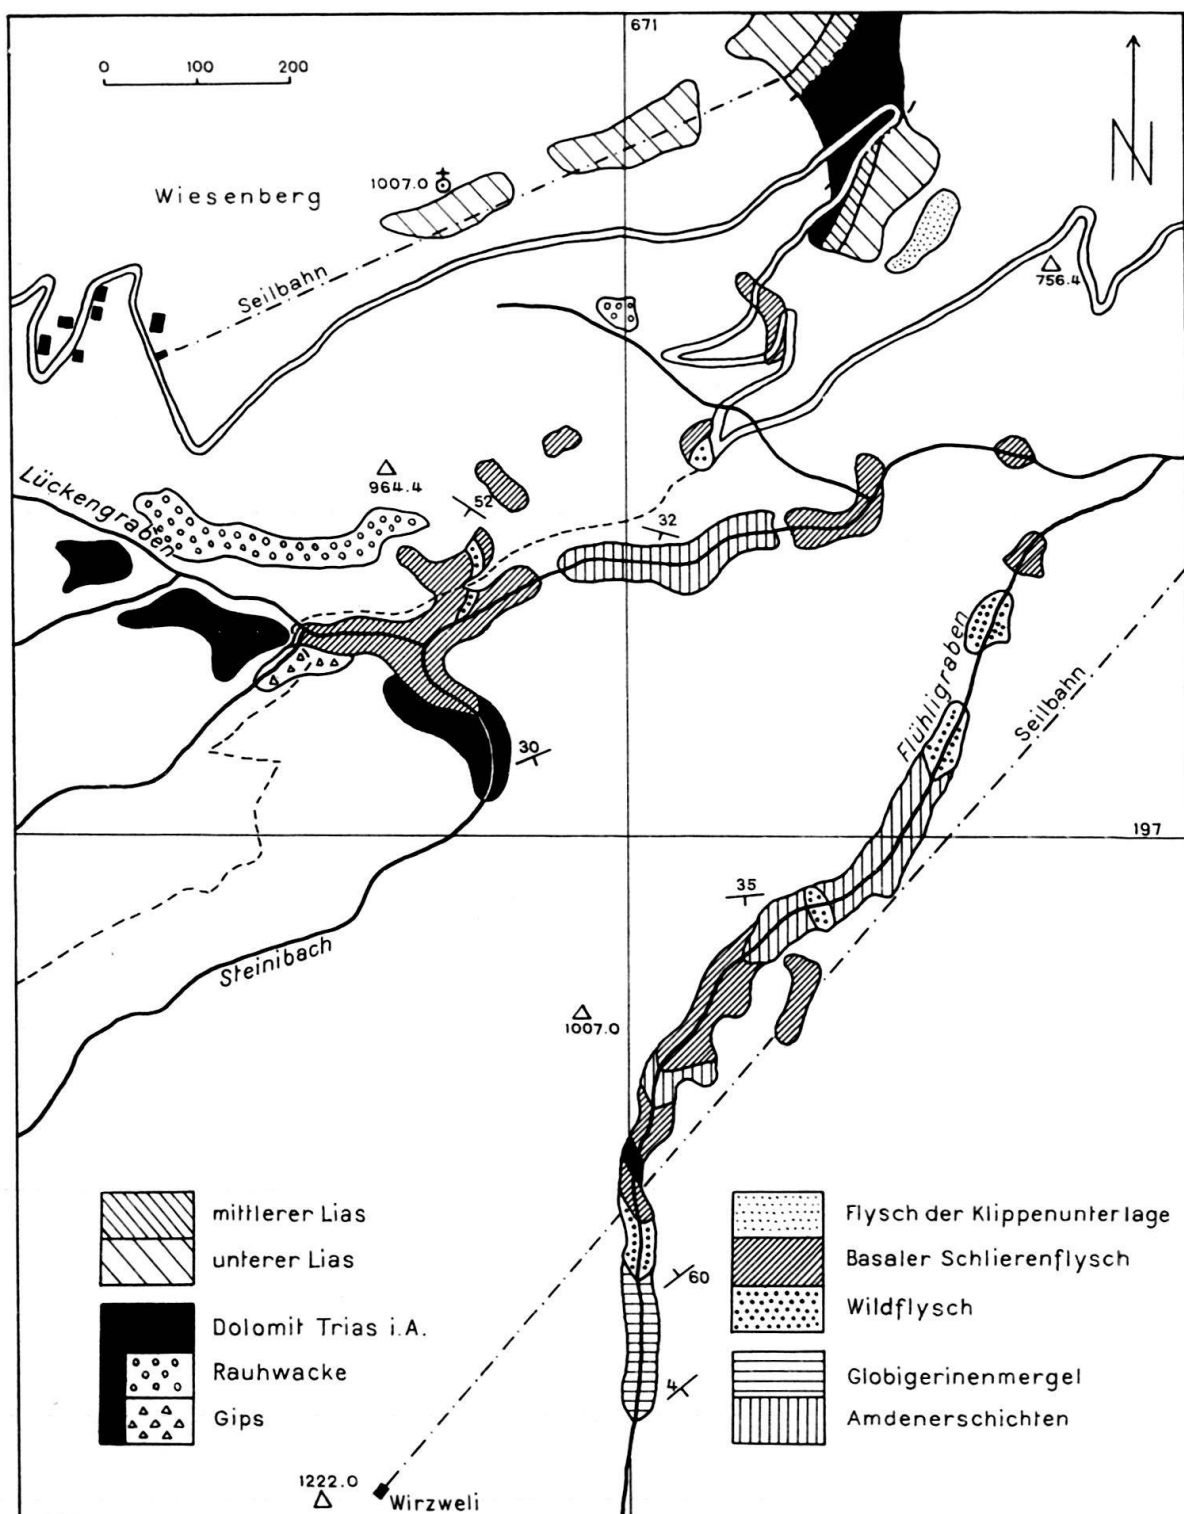 671
0 100 200
N
1007.0
Wiesenberg
Seilbahn
756.4
Lückengraben
964.4
52
32
Flühligraben
Seilbahn
30
197
35
Steinibach
1007.0
mittlerer Lias
unterer Lias
Dolomit Trias i.A.
Rauhwacke
Gips
60
4
Flysch der Klippenunterlage
Basaler Schlierenflysch
Wildflysch
Globigerinenmergel
Amdenerschichten
1222.0
Wirzweli